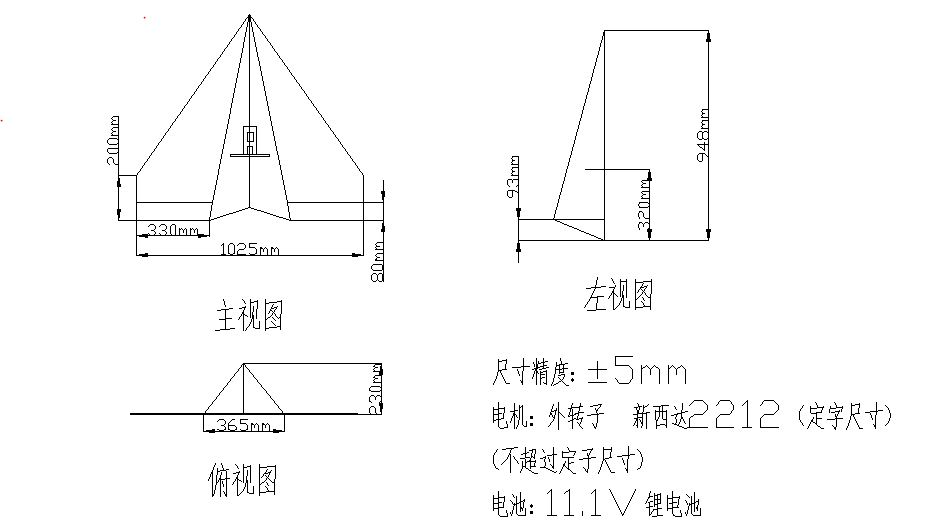 200mm
330mm
1025mm
80mm
主视图
93mm
948mm
320mm
左视图
230mm
365mm
俯视图
尺寸精度: ±5mm
电机: 外转子 新西达2212 (定字尺寸)
(不超过定子尺寸)
电池: 11.1V 锂电池